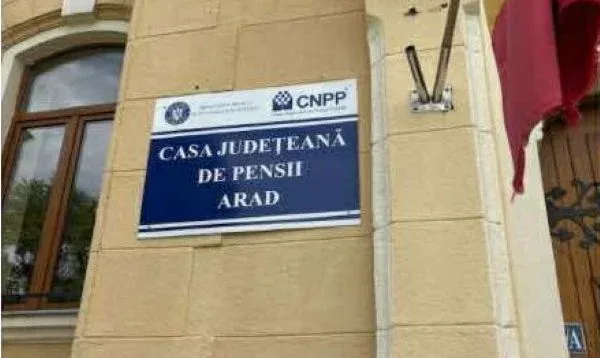 CNPP
CASA JUDEȚEANĂ
DE PENSII
ARAD